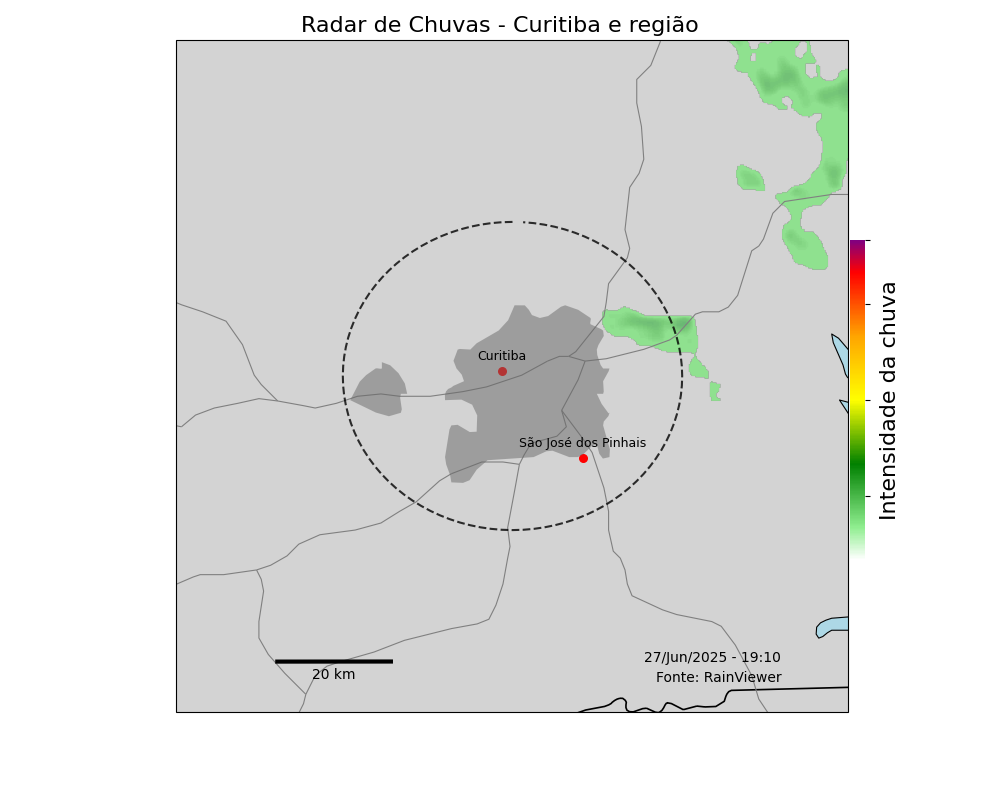 Radar de Chuvas - Curitiba e região
Curitiba
São José dos Pinhais
Intensidade da chuva
27/Jun/2025 - 19:10
20 km
Fonte: RainViewer